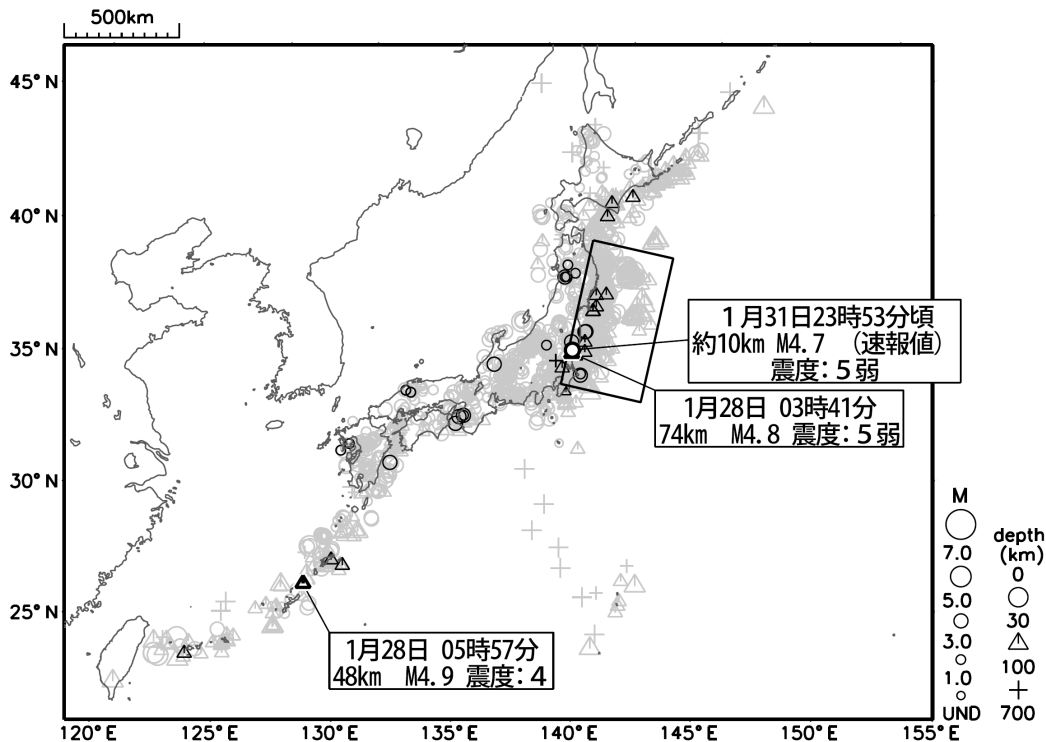 500km
45°N
40°N
35°N
30°N
25°N
1月31日23時53分頃
約10km M4.7 (速報値)
震度：5弱
1月28日 03時41分
74km M4.8 震度：5弱
1月28日 05時57分
48km M4.9 震度：4
M
7.0
5.0
3.0
1.0
UND
depth
(km)
0
30
100
700
120°E
125°E
130°E
135°E
140°E
145°E
150°E
155°E